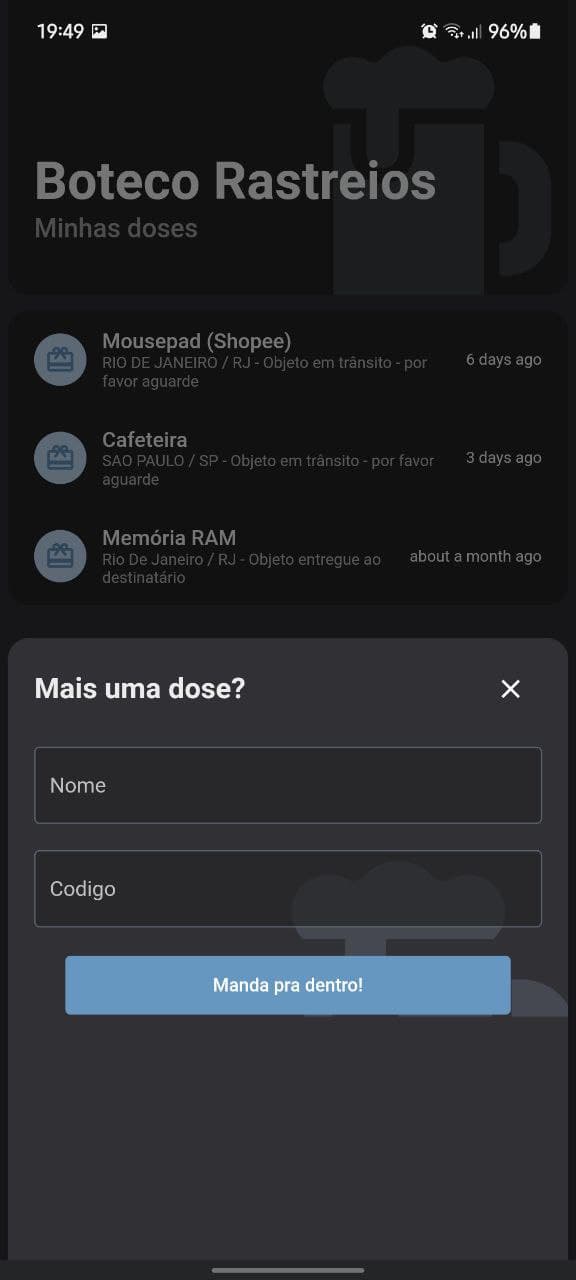 19:49
96%
Boteco Rastreios
Minhas doses
Mousepad (Shopee)
RIO DE JANEIRO / RJ - Objeto em trânsito - por
favor aguarde
6 days ago
Cafeteira
SAO PAULO / SP - Objeto em trânsito - por favor
aguarde
3 days ago
Memória RAM
Rio De Janeiro / RJ - Objeto entregue ao
destinatário
about a month ago
Mais uma dose?
Nome
Codigo
Manda pra dentro!